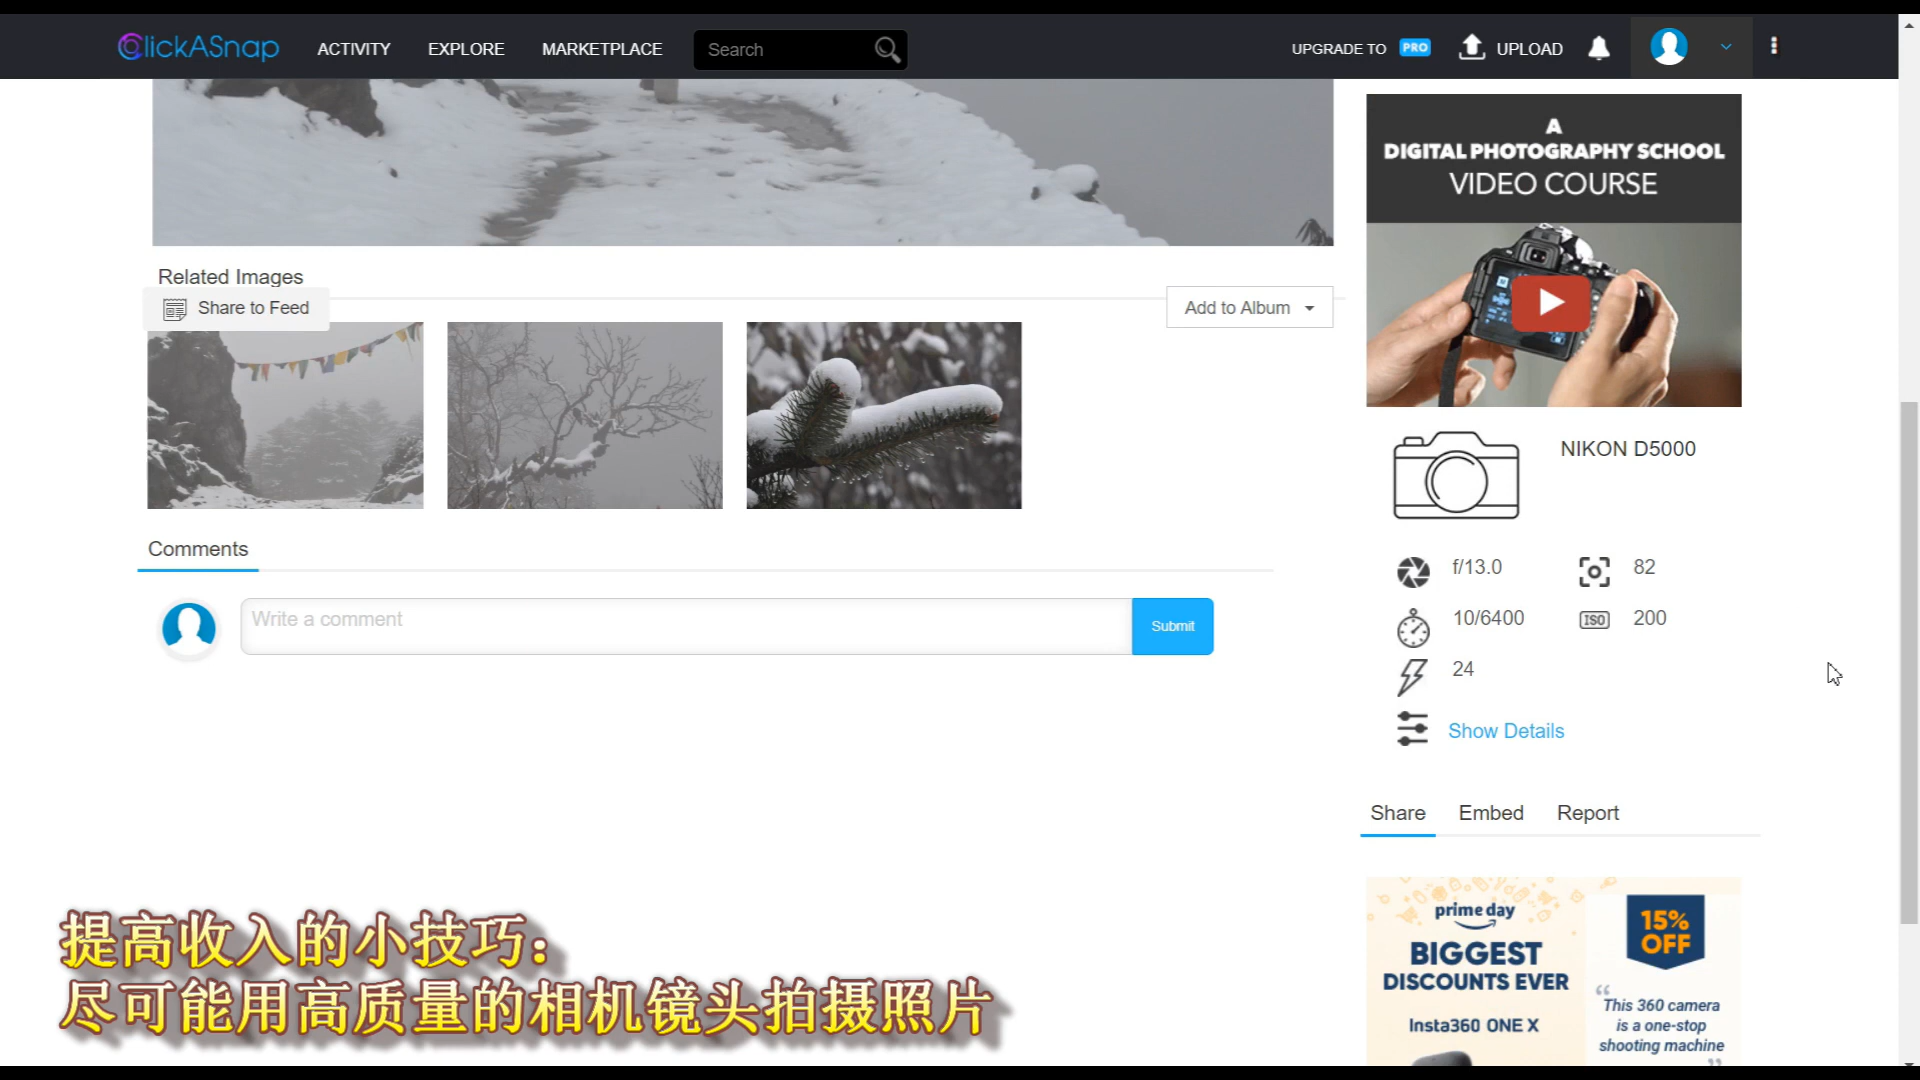 ClickASnap
ACTIVITY
EXPLORE
MARKETPLACE
Search
UPGRADE TO PRO
UPLOAD
A
DIGITAL PHOTOGRAPHY SCHOOL
VIDEO COURSE
Related Images
Share to Feed
Add to Album
NIKON D5000
Comments
f/13.0
82
Write a comment
Submit
10/6400
ISO
200
24
Show Details
Share
Embed
Report
prime day
BIGGEST
DISCOUNTS EVER
Insta360 ONE X
15%
OFF
“
This 360 camera
is a one-stop
shooting machine
”
提高收入的小技巧:
尽可能用高质量的相机镜头拍摄照片